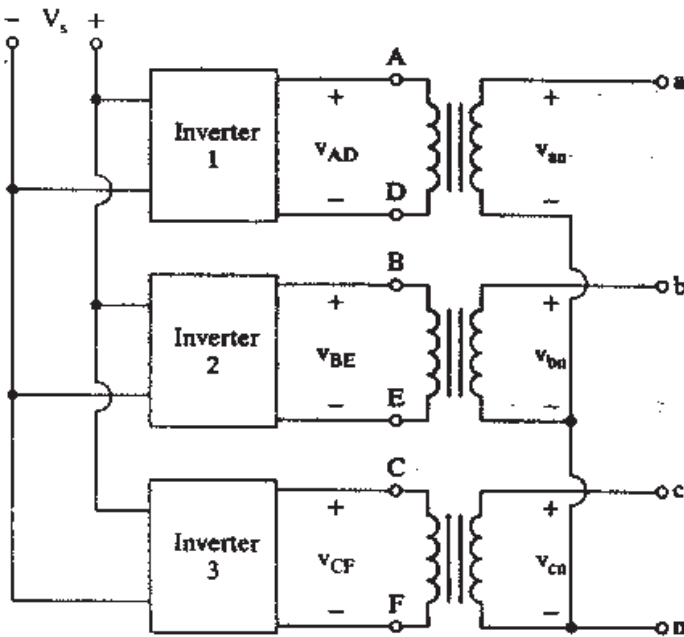 − Vs +
A
a
Inverter
1
+
vAD
−
+
van
−
D
B
b
Inverter
2
+
vBE
−
+
vbn
−
E
C
c
Inverter
3
+
vCF
−
+
vcn
−
F
n